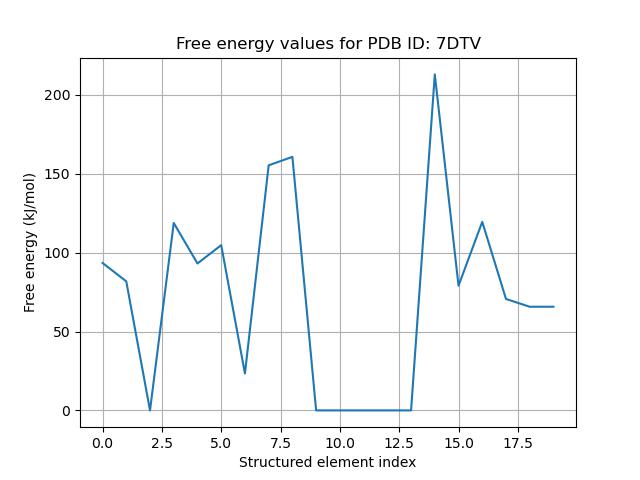 Free energy values for PDB ID: 7DTV
Free energy (kJ/mol)
200
150
100
50
0
0.0 2.5 5.0 7.5 10.0 12.5 15.0 17.5
Structured element index